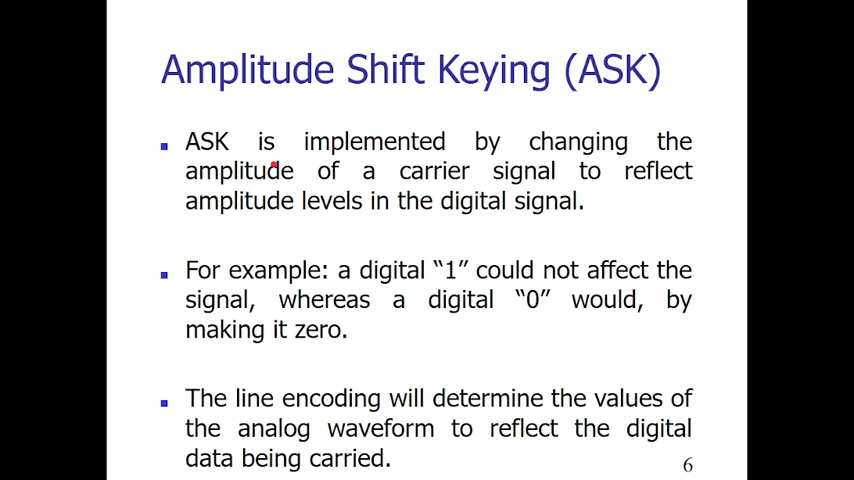 Amplitude Shift Keying (ASK)
ASK is implemented by changing the
amplitude of a carrier signal to reflect
amplitude levels in the digital signal.
For example: a digital “1” could not affect the
signal, whereas a digital “0” would, by
making it zero.
The line encoding will determine the values of
the analog waveform to reflect the digital
data being carried.
6